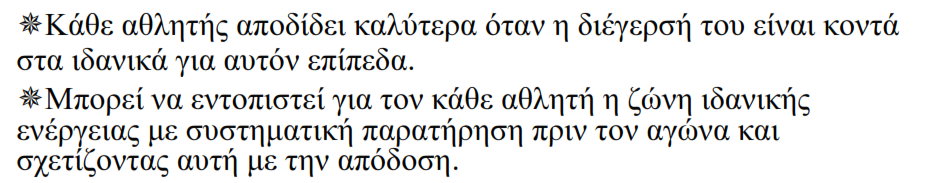 ✵Κάθε αθλητής αποδίδει καλύτερα όταν η διέγερσή του είναι κοντά
στα ιδανικά για αυτόν επίπεδα.
✵Μπορεί να εντοπιστεί για τον κάθε αθλητή η ζώνη ιδανικής
ενέργειας με συστηματική παρατήρηση πριν τον αγώνα και
σχετίζοντας αυτή με την απόδοση.